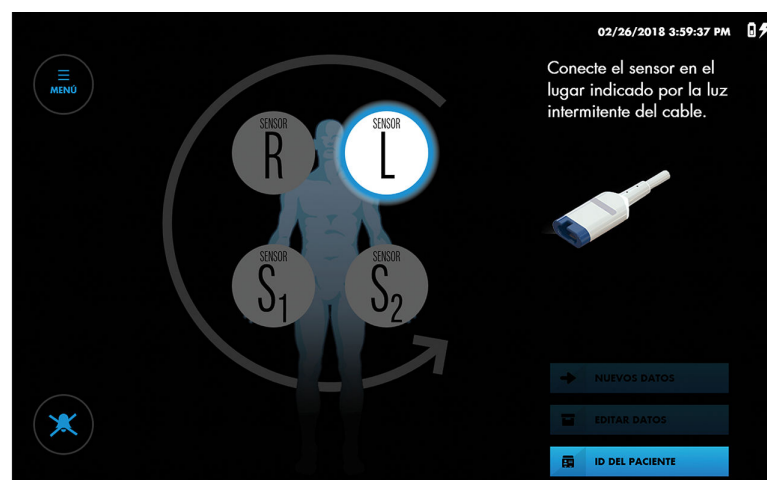 02/26/2018 3:59:37 PM
MENÚ
Conecte el sensor en el
lugar indicado por la luz
intermitente del cable.
SENSOR
R
SENSOR
L
SENSOR
S1
SENSOR
S2
NUEVOS DATOS
EDITAR DATOS
ID DEL PACIENTE